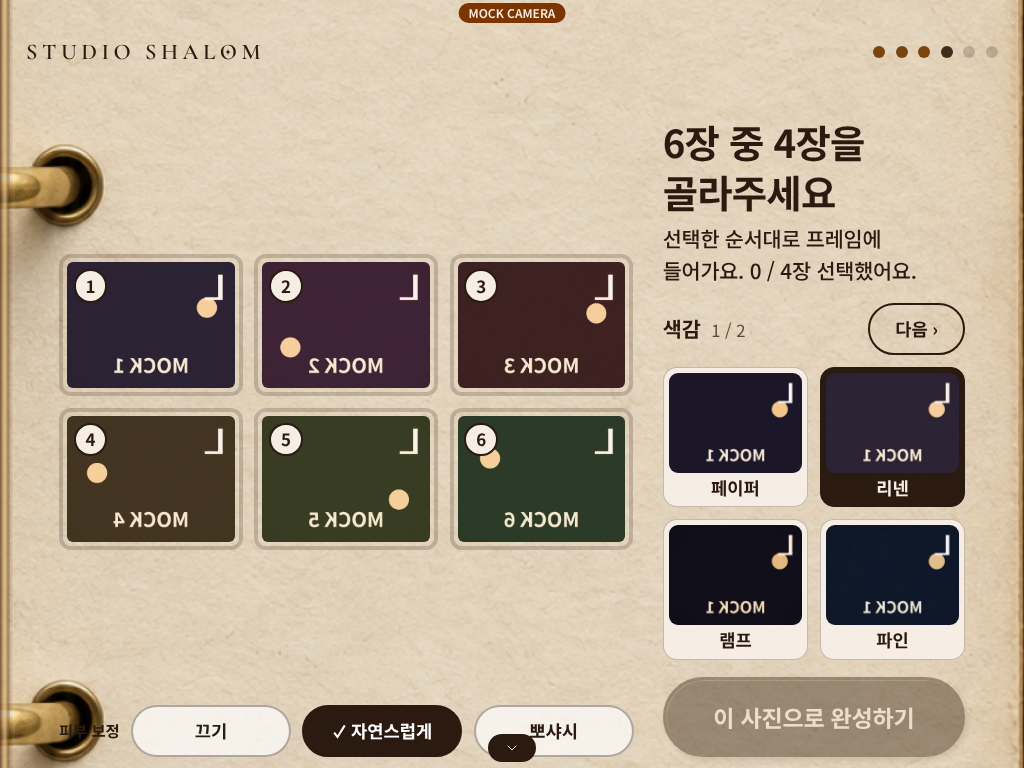 MOCK CAMERA
STUDIO SHALOM
6장 중 4장을
골라주세요
선택한 순서대로 프레임에
들어가요. 0 / 4장 선택했어요.
색감 1 / 2
다음 ›
1
MOCK 1
2
MOCK 2
3
MOCK 3
4
MOCK 4
5
MOCK 5
6
MOCK 6
MOCK 1
페이퍼
MOCK 1
리넨
MOCK 1
램프
MOCK 1
파인
피부 보정
끄기
✓ 자연스럽게
뽀샤시
이 사진으로 완성하기